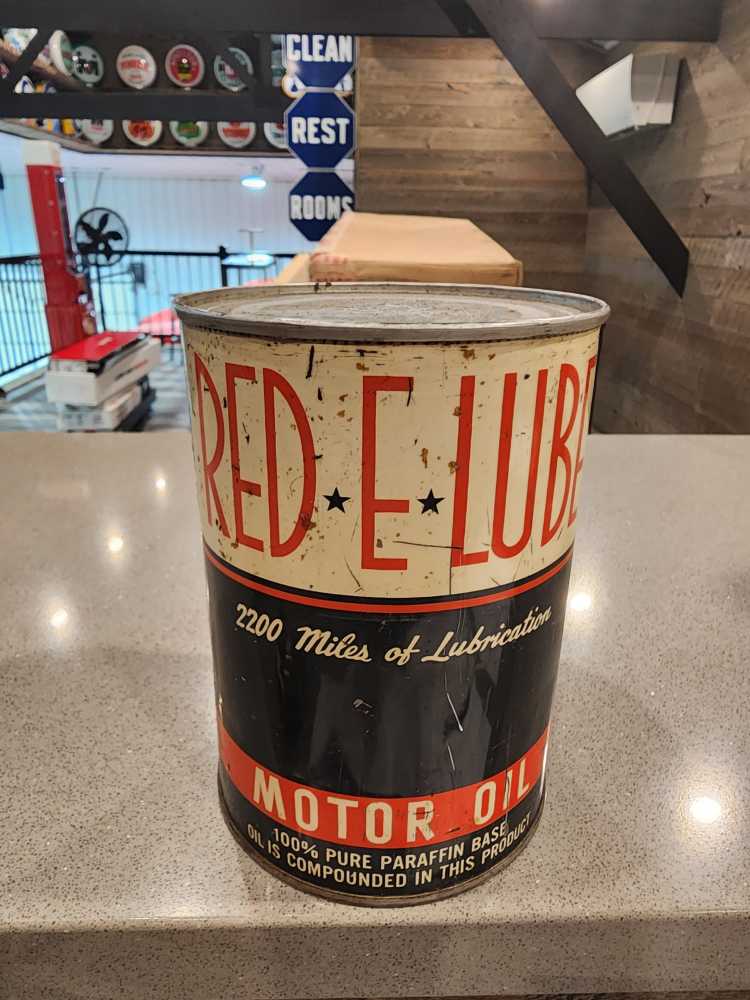 CLEAN
REST
ROOMS
RED ★ E ★ LUBE
2200 Miles of Lubrication
MOTOR OIL
100% PURE PARAFFIN BASE
OIL IS COMPOUNDED IN THIS PRODUCT